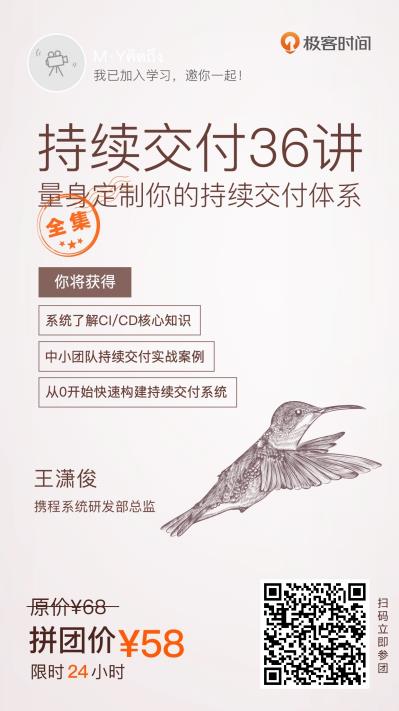 极客时间
M·Yคิดถึง
我已加入学习，邀你一起！
持续交付36讲
量身定制你的持续交付体系
全集
你将获得
系统了解CI/CD核心知识
中小团队持续交付实战案例
从0开始快速构建持续交付系统
王潇俊
携程系统研发部总监
原价¥68
拼团价¥58
限时24小时
扫码立即参团